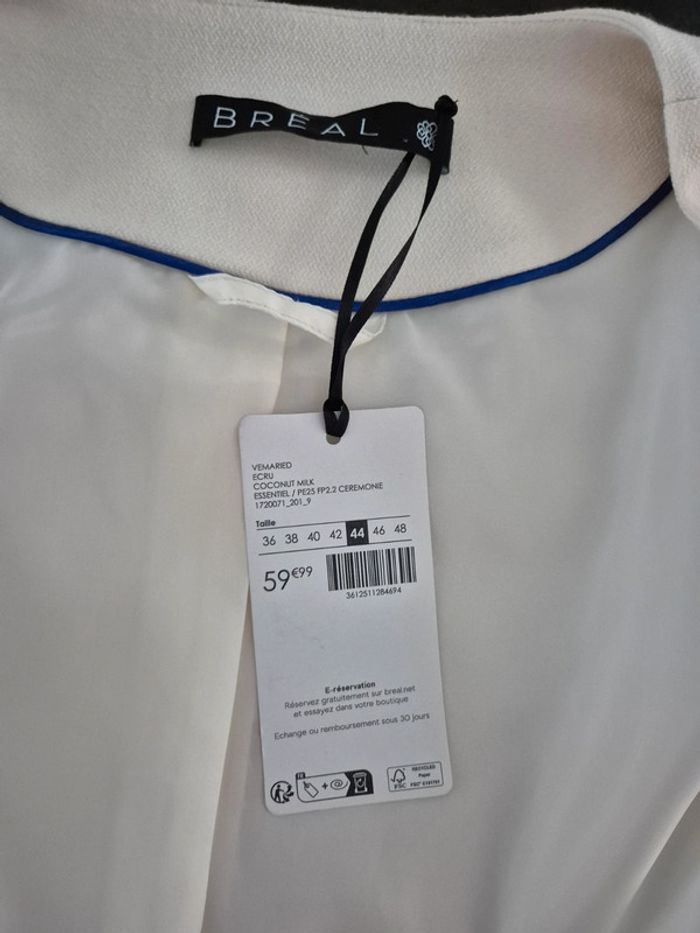 BRÉAL
VEMARIED
ECRU
COCONUT MILK
ESSENTIEL / PE25 FP2.2 CEREMONIE
1720071_201_9
Taille
36 38 40 42 44 46 48
59€99
3612511284694
E-réservation
Réservez gratuitement sur breal.net
et essayez dans votre boutique
Echange ou remboursement sous 30 jours
FR
+ @
FSC
RECYCLED
Paper